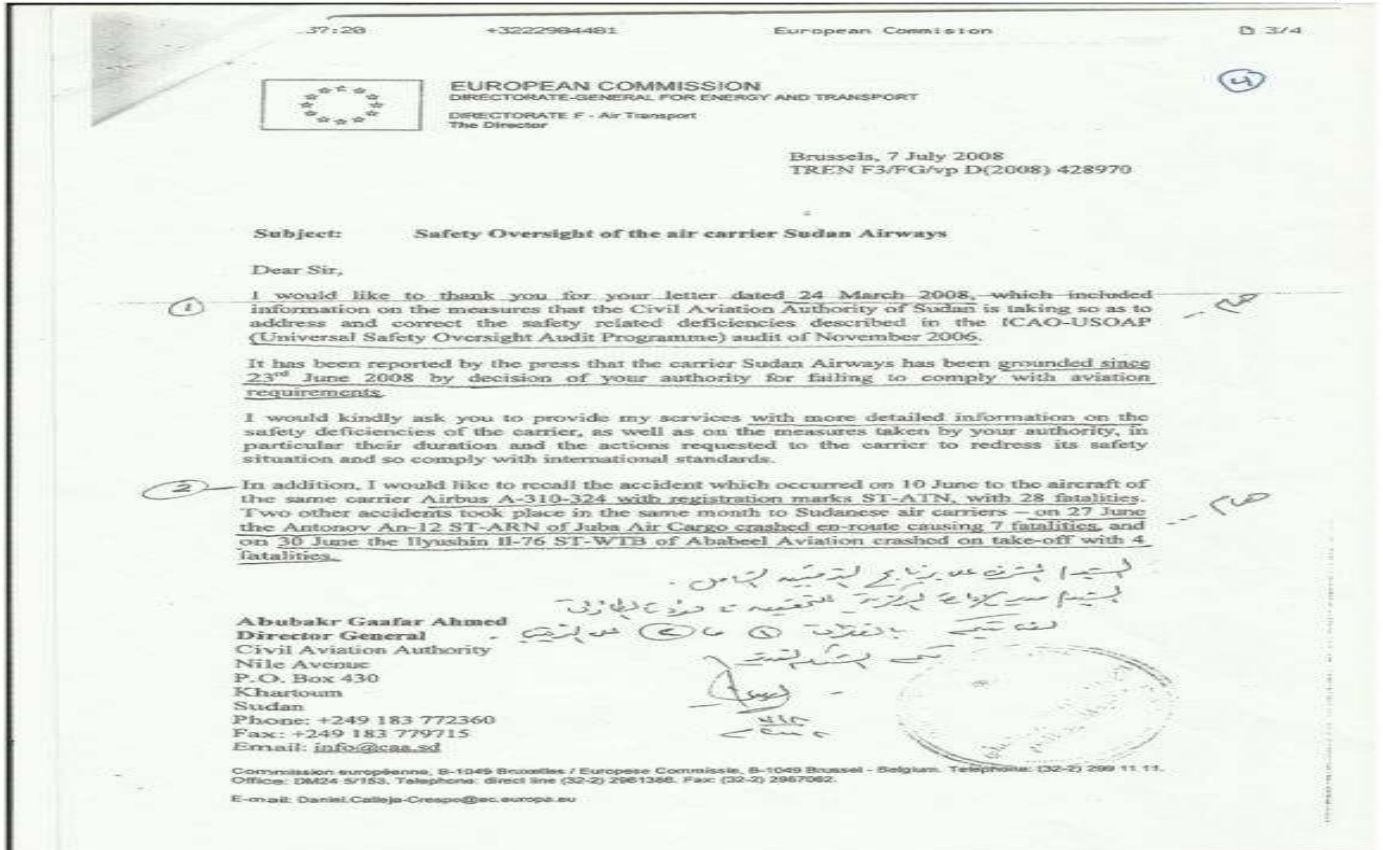 37:20 +3222984481 European Commision 3/4
4
EUROPEAN COMMISSION
DIRECTORATE-GENERAL FOR ENERGY AND TRANSPORT
DIRECTORATE F - Air Transport
The Director
Brussels, 7 July 2008
TREN F3/FG/vp D(2008) 428970
Subject: Safety Oversight of the air carrier Sudan Airways
Dear Sir,
1 I would like to thank you for your letter dated 24 March 2008, which included هام
information on the measures that the Civil Aviation Authority of Sudan is taking so as to
address and correct the safety related deficiencies described in the ICAO-USOAP
(Universal Safety Oversight Audit Programme) audit of November 2006.
It has been reported by the press that the carrier Sudan Airways has been grounded since
23rd June 2008 by decision of your authority for failing to comply with aviation
requirements.
I would kindly ask you to provide my services with more detailed information on the
safety deficiencies of the carrier, as well as on the measures taken by your authority, in
particular their duration and the actions requested to the carrier to redress its safety
situation and so comply with international standards.
2 In addition, I would like to recall the accident which occurred on 10 June to the aircraft of
the same carrier Airbus A-310-324 with registration marks ST-ATN, with 28 fatalities. هام
Two other accidents took place in the same month to Sudanese air carriers – on 27 June
the Antonov An-12 ST-ARN of Juba Air Cargo crashed en-route causing 7 fatalities, and
on 30 June the Ilyushin Il-76 ST-WTB of Ababeel Aviation crashed on take-off with 4
fatalities.
Abubakr Gaafar Ahmed
Director General
Civil Aviation Authority
Nile Avenue
P.O. Box 430
Khartoum
Sudan
Phone: +249 183 772360
Fax: +249 183 779715
Email: info@caa.sd
Commission européenne, B-1049 Bruxelles / Europese Commissie, B-1049 Brussel - Belgium. Telephone: (32-2) 299 11 11.
Office: DM24 5/153. Telephone: direct line (32-2) 2961386. Fax: (32-2) 2967062.
E-mail: Daniel.Calleja-Crespo@ec.europa.eu